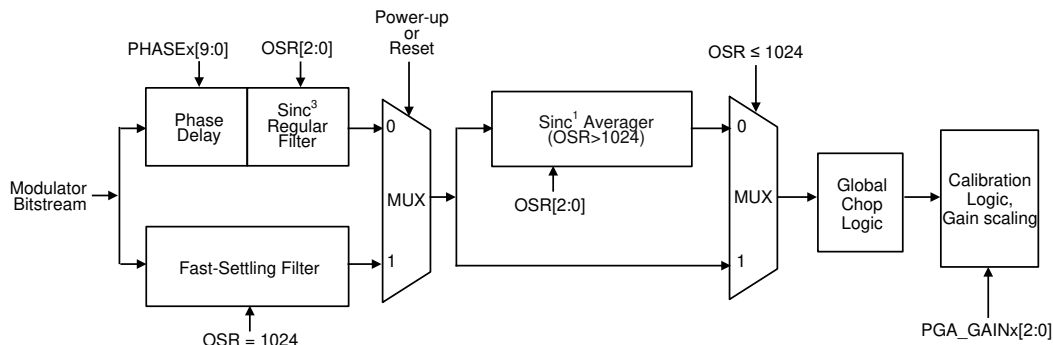 Power-up
or
Reset
PHASEx[9:0]
OSR[2:0]
OSR ≤ 1024
Phase
Delay
Sinc³
Regular
Filter
0
Sinc¹ Averager
(OSR>1024)
0
Modulator
Bitstream
MUX
OSR[2:0]
MUX
Global
Chop
Logic
Calibration
Logic,
Gain scaling
Fast-Settling Filter
1
1
OSR = 1024
PGA_GAINx[2:0]